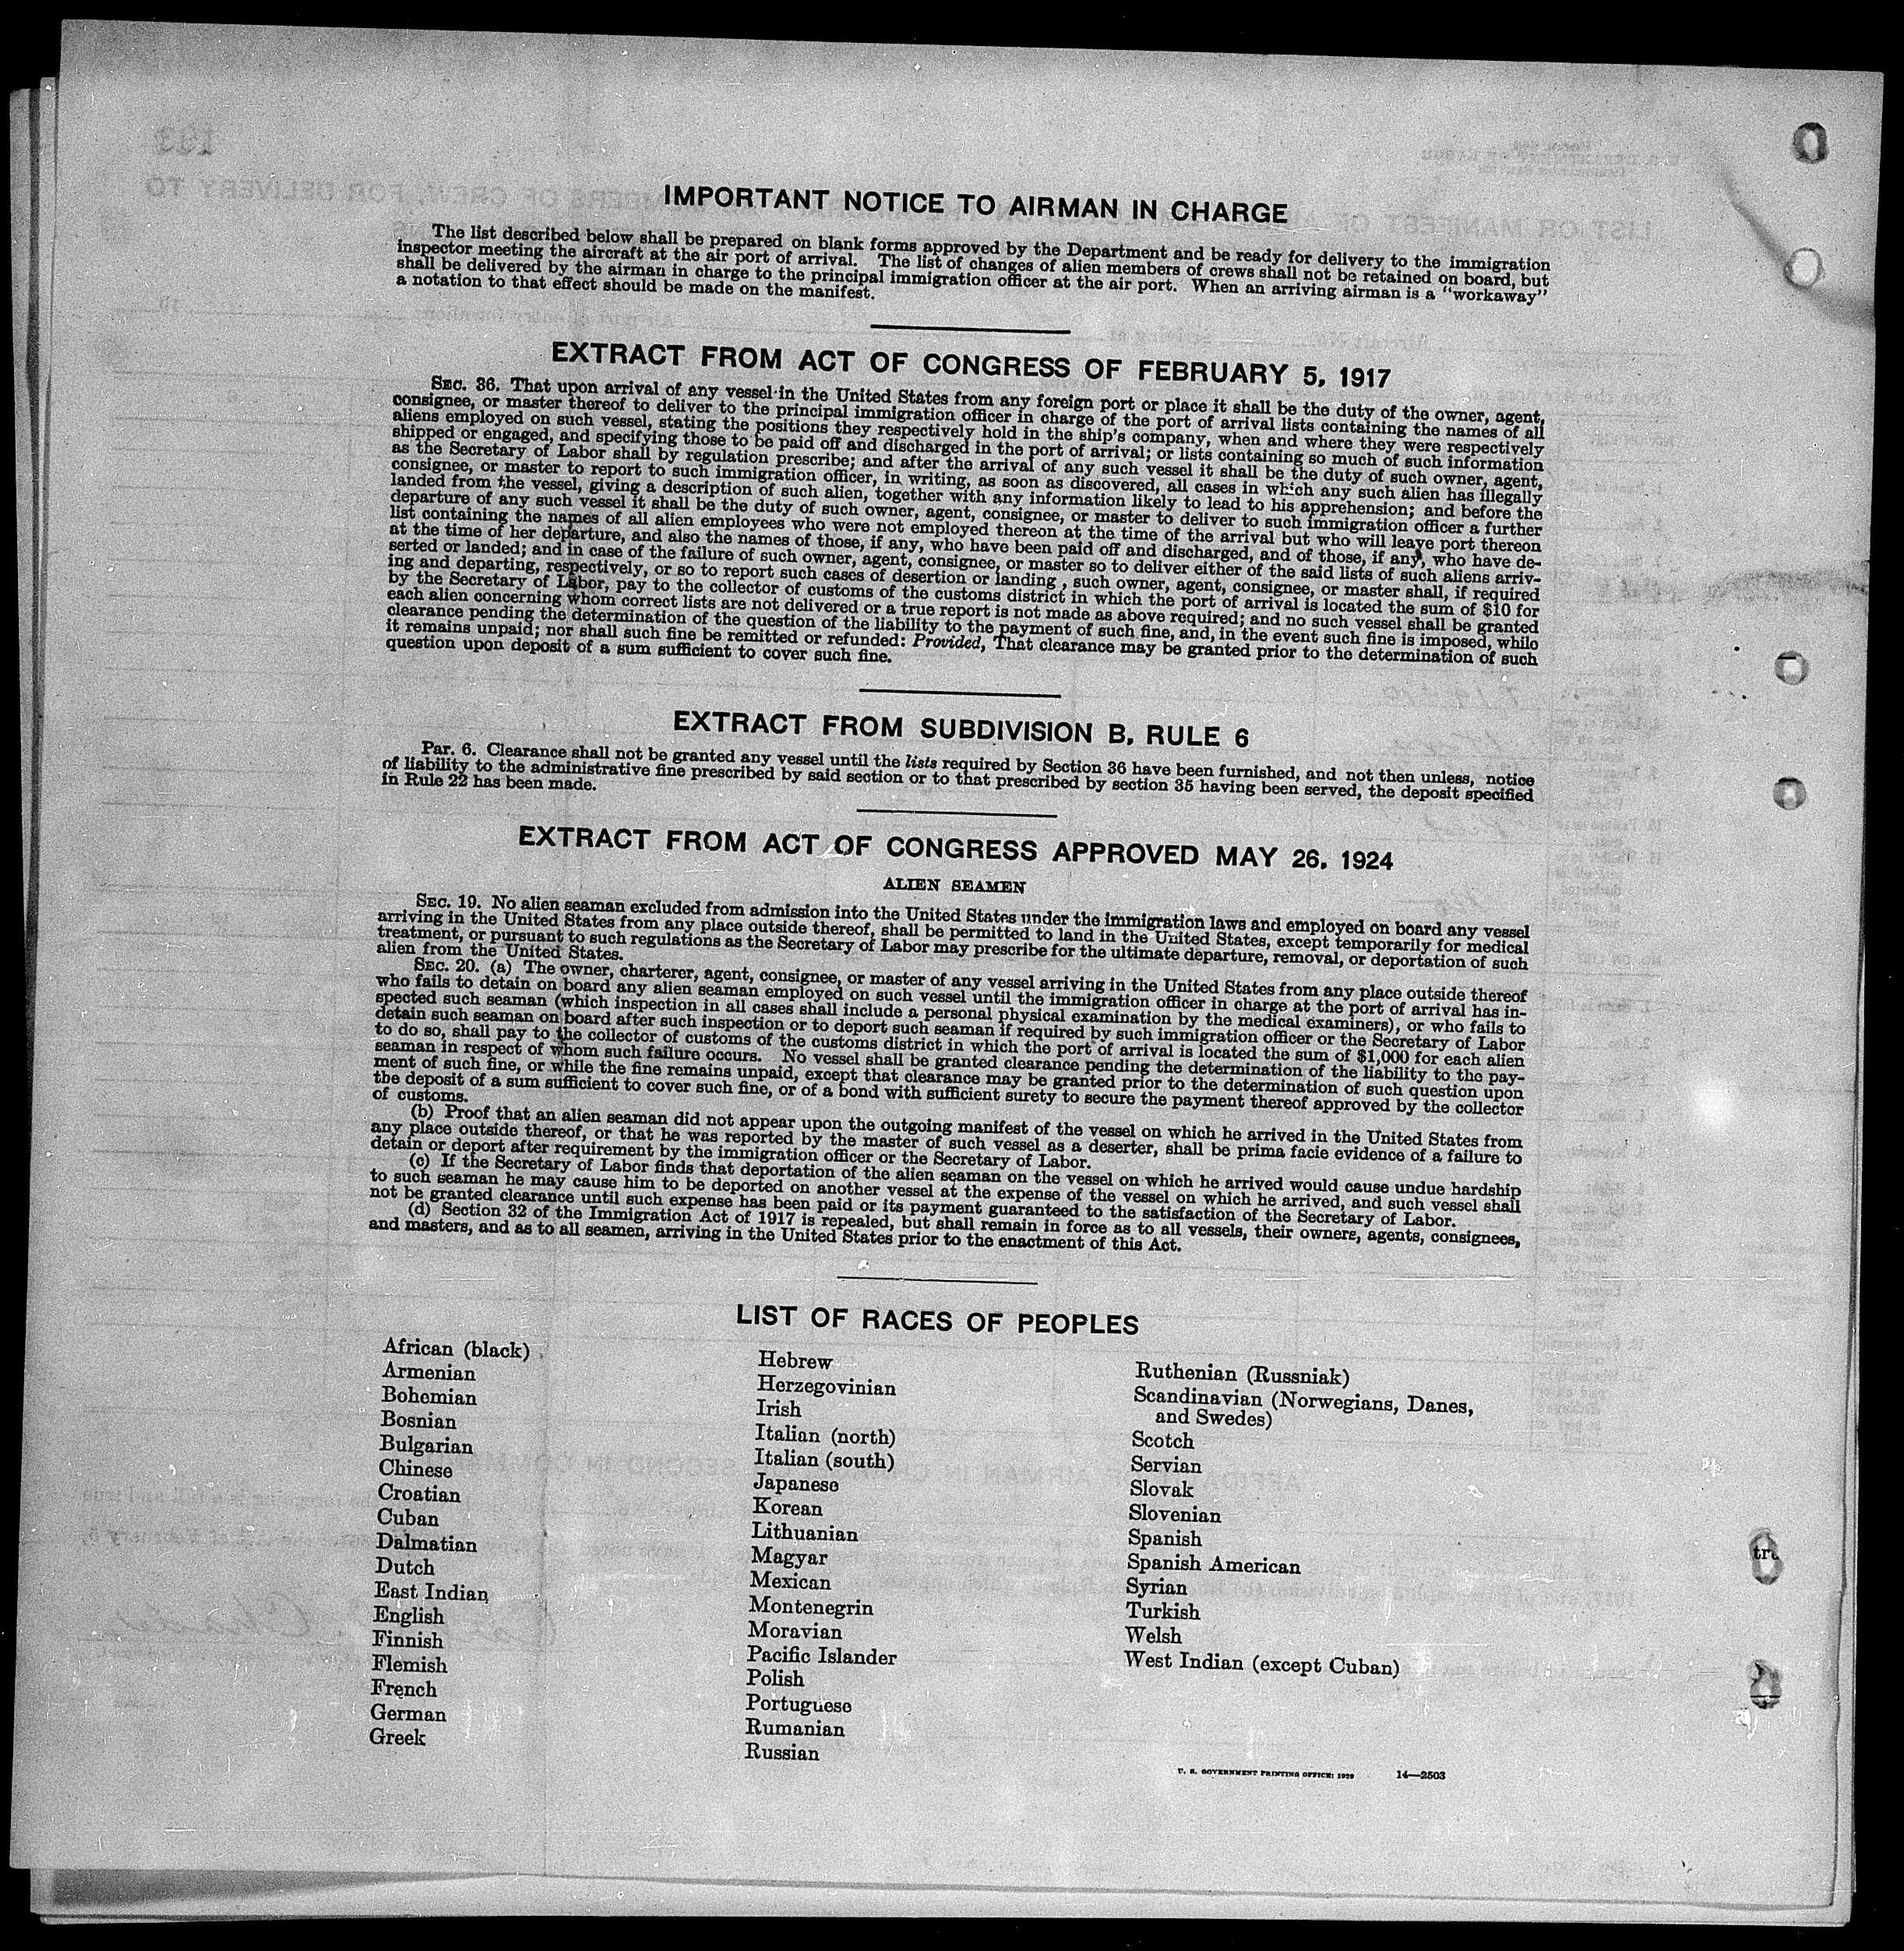 IMPORTANT NOTICE TO AIRMAN IN CHARGE
The list described below shall be prepared on blank forms approved by the Department and be ready for delivery to the immigration
inspector meeting the aircraft at the air port of arrival. The list of changes of alien members of crews shall not be retained on board, but
shall be delivered by the airman in charge to the principal immigration officer at the air port. When an arriving airman is a "workaway"
a notation to that effect should be made on the manifest.
EXTRACT FROM ACT OF CONGRESS OF FEBRUARY 5, 1917
SEC. 36. That upon arrival of any vessel in the United States from any foreign port or place it shall be the duty of the owner, agent,
consignee, or master thereof to deliver to the principal immigration officer in charge of the port of arrival lists containing the names of all
aliens employed on such vessel, stating the positions they respectively hold in the ship's company, when and where they were respectively
shipped or engaged, and specifying those to be paid off and discharged in the port of arrival; or lists containing so much of such information
as the Secretary of Labor shall by regulation prescribe; and after the arrival of any such vessel it shall be the duty of such owner, agent,
consignee, or master to report to such immigration officer, in writing, as soon as discovered, all cases in which any such alien has illegally
landed from the vessel, giving a description of such alien, together with any information likely to lead to his apprehension; and before the
departure of any such vessel it shall be the duty of such owner, agent, consignee, or master to deliver to such immigration officer a further
list containing the names of all alien employees who were not employed thereon at the time of the arrival but who will leave port thereon
at the time of her departure, and also the names of those, if any, who have been paid off and discharged, and of those, if any, who have de-
serted or landed; and in case of the failure of such owner, agent, consignee, or master so to deliver either of the said lists of such aliens arriv-
ing and departing, respectively, or so to report such cases of desertion or landing, such owner, agent, consignee, or master shall, if required
by the Secretary of Labor, pay to the collector of customs of the customs district in which the port of arrival is located the sum of $10 for
each alien concerning whom correct lists are not delivered or a true report is not made as above required; and no such vessel shall be granted
clearance pending the determination of the question of the liability to the payment of such fine, and, in the event such fine is imposed, while
it remains unpaid; nor shall such fine be remitted or refunded: Provided, That clearance may be granted prior to the determination of such
question upon deposit of a sum sufficient to cover such fine.
EXTRACT FROM SUBDIVISION B, RULE 6
Par. 6. Clearance shall not be granted any vessel until the lists required by Section 36 have been furnished, and not then unless, notice
of liability to the administrative fine prescribed by said section or to that prescribed by section 35 having been served, the deposit specified
in Rule 22 has been made.
EXTRACT FROM ACT OF CONGRESS APPROVED MAY 26, 1924
ALIEN SEAMEN
SEC. 19. No alien seaman excluded from admission into the United States under the immigration laws and employed on board any vessel
arriving in the United States from any place outside thereof, shall be permitted to land in the United States, except temporarily for medical
treatment, or pursuant to such regulations as the Secretary of Labor may prescribe for the ultimate departure, removal, or deportation of such
alien from the United States.
SEC. 20. (a) The owner, charterer, agent, consignee, or master of any vessel arriving in the United States from any place outside thereof
who fails to detain on board any alien seaman employed on such vessel until the immigration officer in charge at the port of arrival has in-
spected such seaman (which inspection in all cases shall include a personal physical examination by the medical examiners), or who fails to
detain such seaman on board after such inspection or to deport such seaman if required by such immigration officer or the Secretary of Labor
to do so, shall pay to the collector of customs of the customs district in which the port of arrival is located the sum of $1,000 for each alien
seaman in respect of whom such failure occurs. No vessel shall be granted clearance pending the determination of the liability to the pay-
ment of such fine, or while the fine remains unpaid, except that clearance may be granted prior to the determination of such question upon
the deposit of a sum sufficient to cover such fine, or of a bond with sufficient surety to secure the payment thereof approved by the collector
of customs.
(b) Proof that an alien seaman did not appear upon the outgoing manifest of the vessel on which he arrived in the United States from
any place outside thereof, or that he was reported by the master of such vessel as a deserter, shall be prima facie evidence of a failure to
detain or deport after requirement by the immigration officer or the Secretary of Labor.
(c) If the Secretary of Labor finds that deportation of the alien seaman on the vessel on which he arrived would cause undue hardship
to such seaman he may cause him to be deported on another vessel at the expense of the vessel on which he arrived, and such vessel shall
not be granted clearance until such expense has been paid or its payment guaranteed to the satisfaction of the Secretary of Labor.
(d) Section 32 of the Immigration Act of 1917 is repealed, but shall remain in force as to all vessels, their owners, agents, consignees,
and masters, and as to all seamen, arriving in the United States prior to the enactment of this Act.
LIST OF RACES OF PEOPLES
African (black)
Armenian
Bohemian
Bosnian
Bulgarian
Chinese
Croatian
Cuban
Dalmatian
Dutch
East Indian
English
Finnish
Flemish
French
German
Greek
Hebrew
Herzegovinian
Irish
Italian (north)
Italian (south)
Japanese
Korean
Lithuanian
Magyar
Mexican
Montenegrin
Moravian
Pacific Islander
Polish
Portuguese
Rumanian
Russian
Ruthenian (Russniak)
Scandinavian (Norwegians, Danes,
and Swedes)
Scotch
Servian
Slovak
Slovenian
Spanish
Spanish American
Syrian
Turkish
Welsh
West Indian (except Cuban)
U. S. GOVERNMENT PRINTING OFFICE: 1929 14—2503